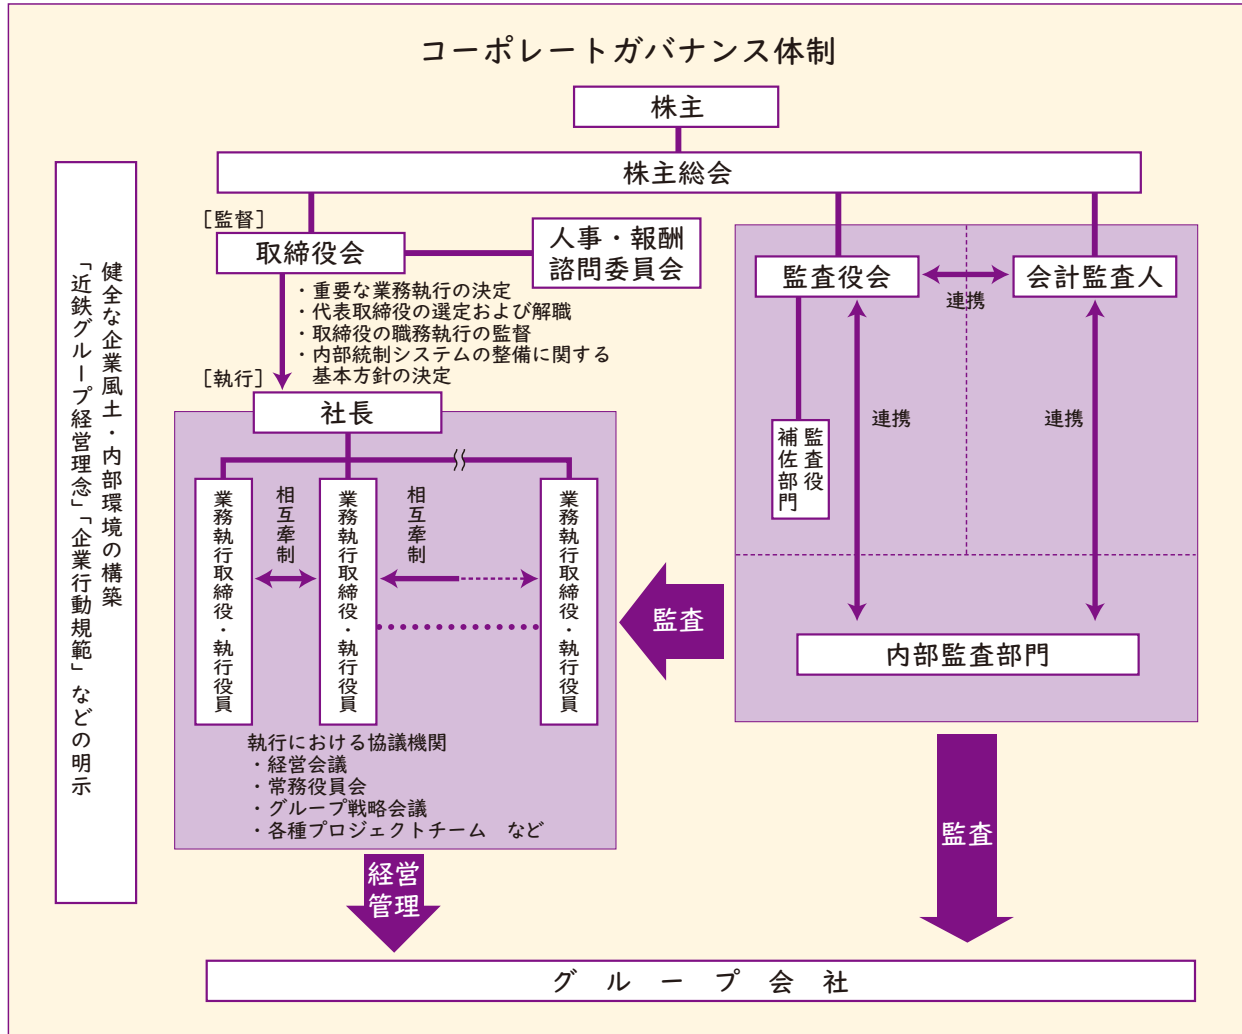 コーポレートガバナンス体制
株主
株主総会
[監督]
取締役会
人事・報酬
諮問委員会
・重要な業務執行の決定
・代表取締役の選定および解職
・取締役の職務執行の監督
・内部統制システムの整備に関する
基本方針の決定
[執行]
社長
業務執行取締役・執行役員
相互牽制
業務執行取締役・執行役員
相互牽制
業務執行取締役・執行役員
執行における協議機関
・経営会議
・常務役員会
・グループ戦略会議
・各種プロジェクトチーム　など
監査役会
連携
会計監査人
監査役
補佐部門
連携
連携
内部監査部門
監査
監査
経営
管理
グループ会社
健全な企業風土・内部環境の構築
「近鉄グループ経営理念」「企業行動規範」などの明示